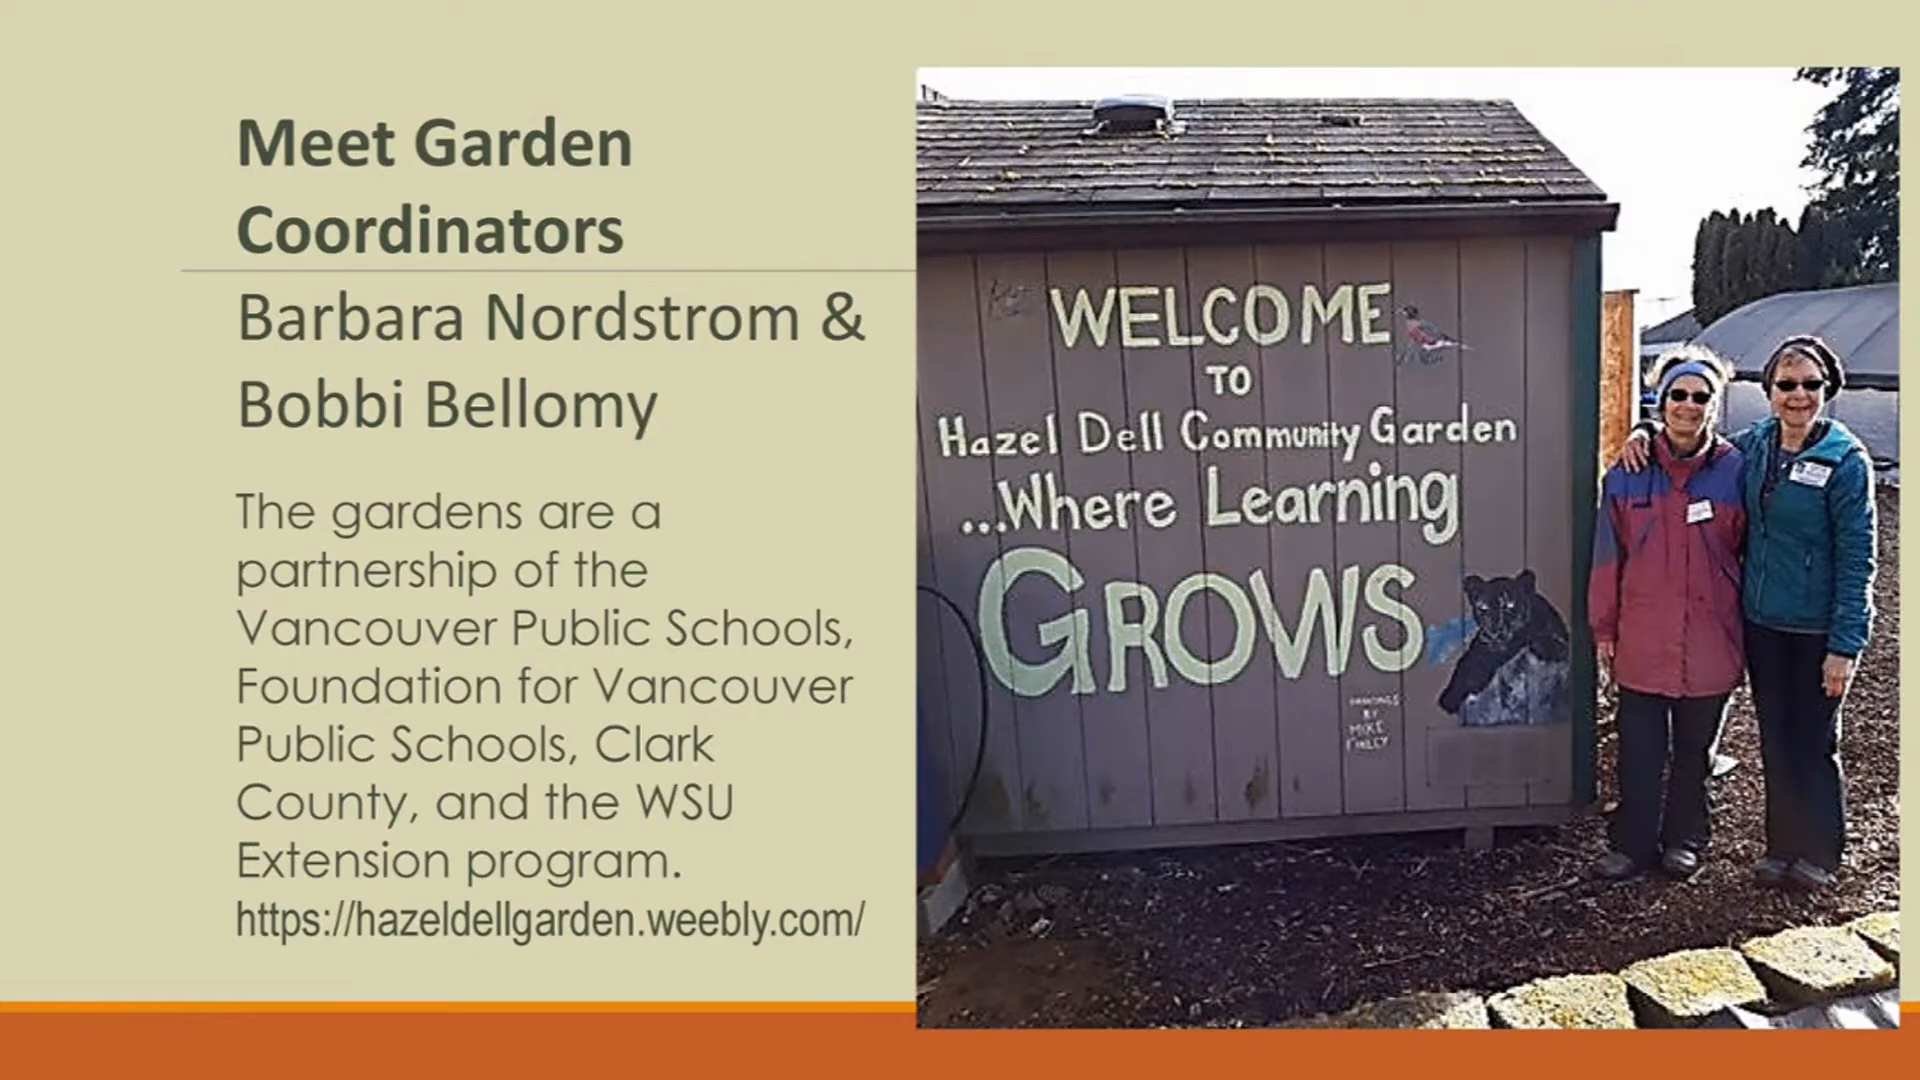 Meet Garden
Coordinators
Barbara Nordstrom &
Bobbi Bellomy
The gardens are a
partnership of the
Vancouver Public Schools,
Foundation for Vancouver
Public Schools, Clark
County, and the WSU
Extension program.
https://hazeldellgarden.weebly.com/
WELCOME
TO
Hazel Dell Community Garden
...Where Learning
GROWS
BY
MIKE